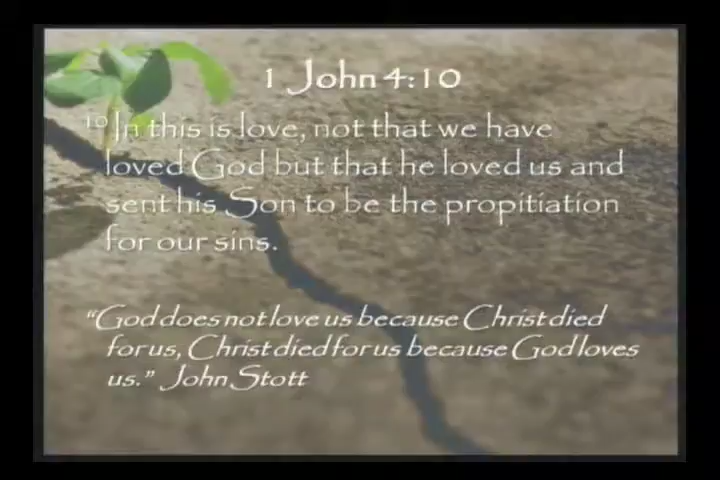 1 John 4:10
10 In this is love, not that we have
loved God but that he loved us and
sent his Son to be the propitiation
for our sins.
“God does not love us because Christ died
for us, Christ died for us because God loves
us.” John Stott